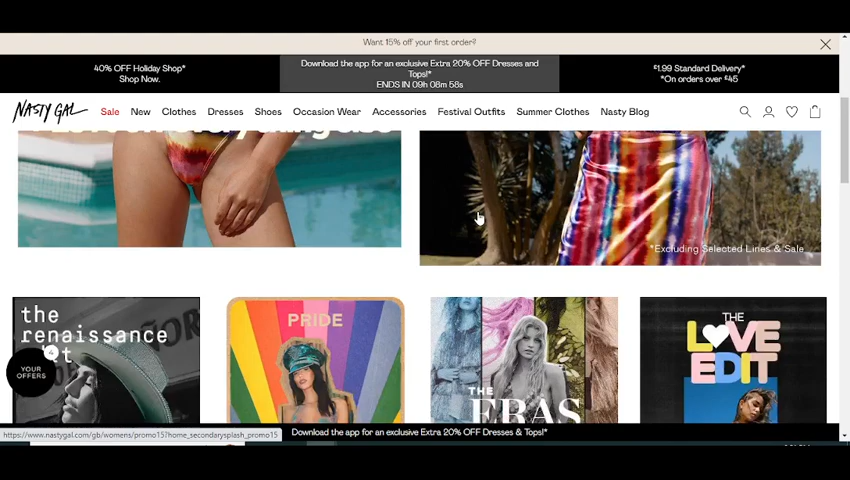 Want 15% off your first order?
40% OFF Holiday Shop*
Shop Now.
Download the app for an exclusive Extra 20% OFF Dresses and
Tops!*
ENDS IN 09h 08m 58s
£1.99 Standard Delivery*
*On orders over £45
NASTY GAL
Sale New Clothes Dresses Shoes Occasion Wear Accessories Festival Outfits Summer Clothes Nasty Blog
*Excluding Selected Lines & Sale
the
renaissance
PRIDE
THE
ERAS
THE
LOVE
EDIT
4
YOUR
OFFERS
https://www.nastygal.com/gb/womens/promo15?home_secondarysplash_promo15
Download the app for an exclusive Extra 20% OFF Dresses & Tops!*